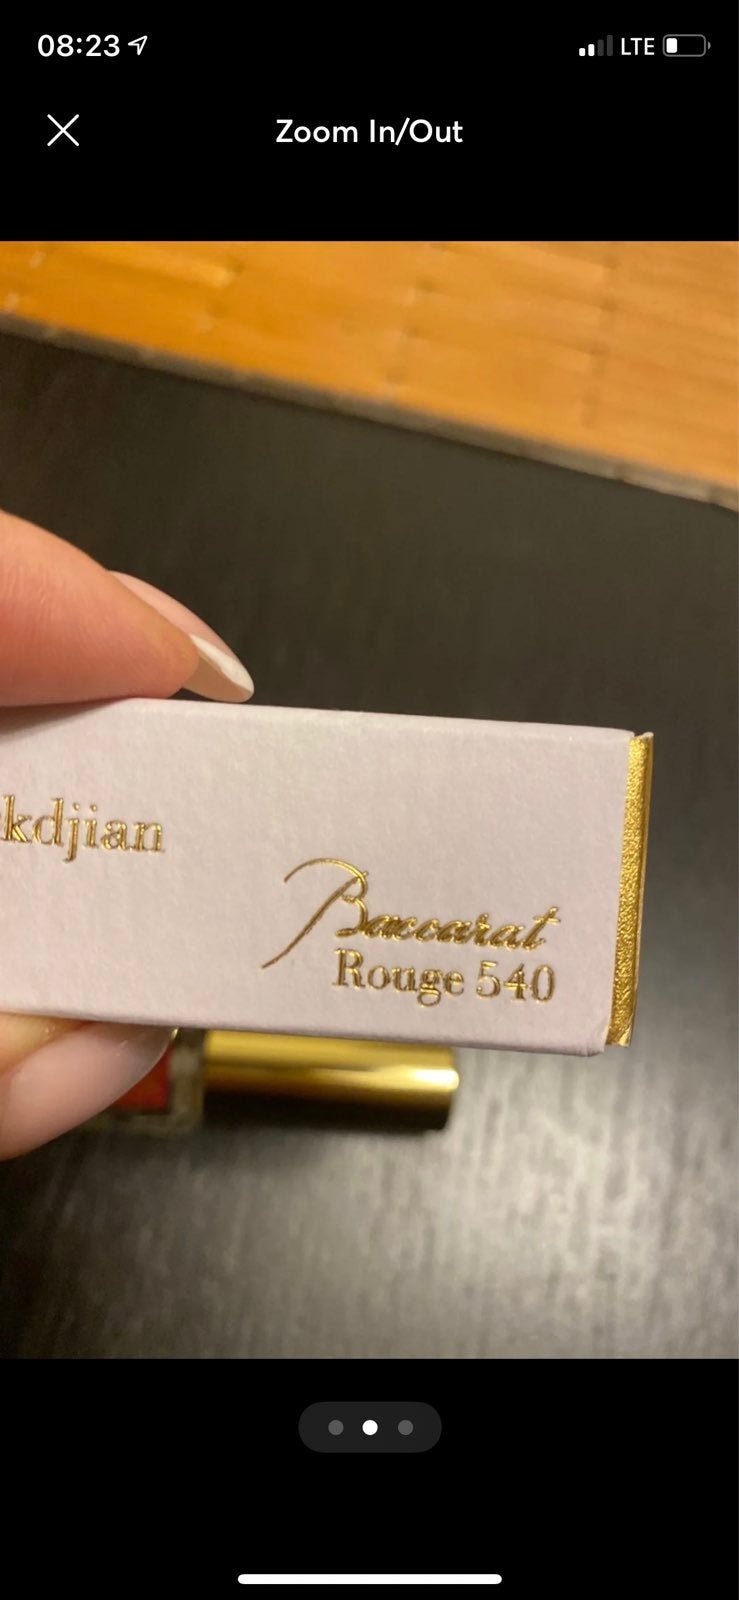 08:23
LTE
Zoom In/Out
kdjian
Baccarat
Rouge 540